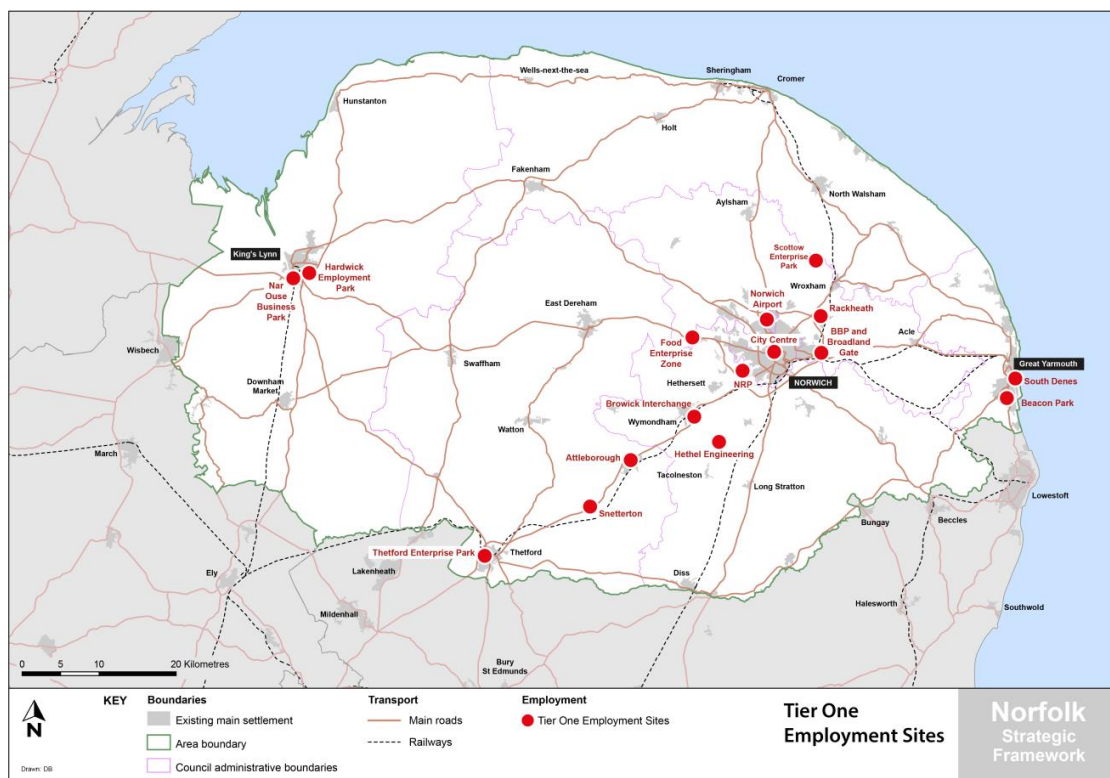 Wells-next-the-sea
Sheringham
Cromer
Hunstanton
Holt
Fakenham
North Walsham
Aylsham
King's Lynn
Hardwick
Employment
Park
Nar
Ouse
Business
Park
Scottow
Enterprise
Park
Wroxham
Norwich
Airport
Rackheath
East Dereham
BBP and
Broadland
Gate
Acle
City Centre
Food
Enterprise
Zone
Wisbech
Swaffham
Great Yarmouth
South Denes
NRP
NORWICH
Hethersett
Downham
Market
Beacon Park
Browick Interchange
Wymondham
Watton
March
Hethel Engineering
Attleborough
Tacolneston
Long Stratton
Lowestoft
Snetterton
Bungay
Beccles
Thetford Enterprise Park
Thetford
Lakenheath
Ely
Diss
Mildenhall
Halesworth
Southwold
Bury
St Edmunds
0 5 10 20 Kilometres
N
Drawn: DB
KEY
Boundaries
Existing main settlement
Area boundary
Council administrative boundaries
Transport
Main roads
Railways
Employment
Tier One Employment Sites
Tier One
Employment Sites
Norfolk
Strategic
Framework